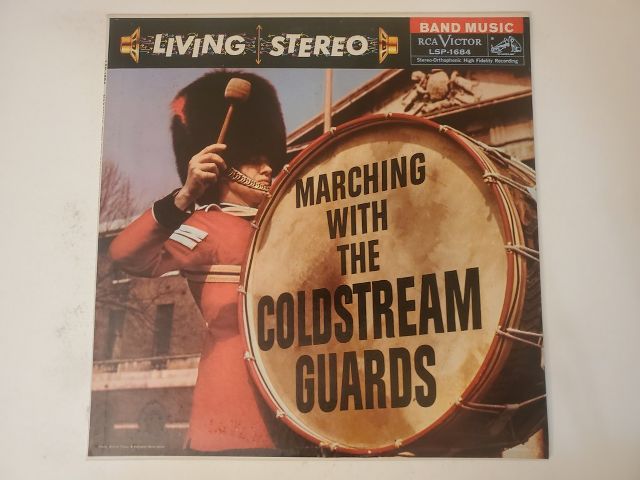 LIVING STEREO
BAND MUSIC
RCA VICTOR
LSP-1684
Stereo-Orthophonic High Fidelity Recording
MARCHING
WITH
THE
COLDSTREAM
GUARDS